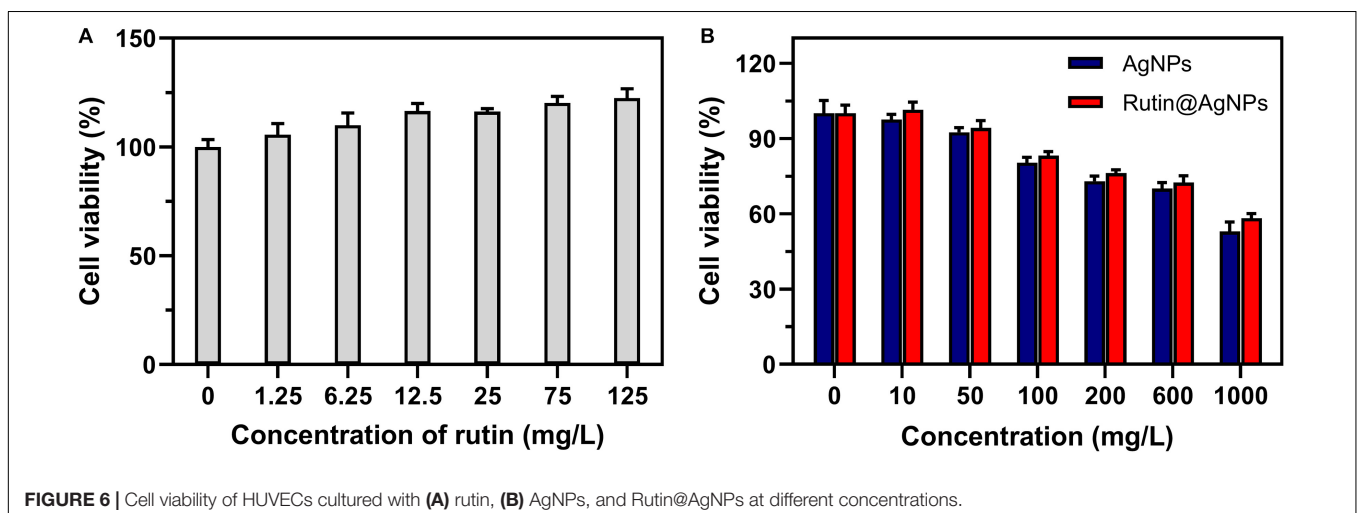 A
150
100
50
0
Cell viability (%)
0 1.25 6.25 12.5 25 75 125
Concentration of rutin (mg/L)
B
120
90
60
30
0
Cell viability (%)
AgNPs
Rutin@AgNPs
0 10 50 100 200 600 1000
Concentration (mg/L)
FIGURE 6 | Cell viability of HUVECs cultured with (A) rutin, (B) AgNPs, and Rutin@AgNPs at different concentrations.